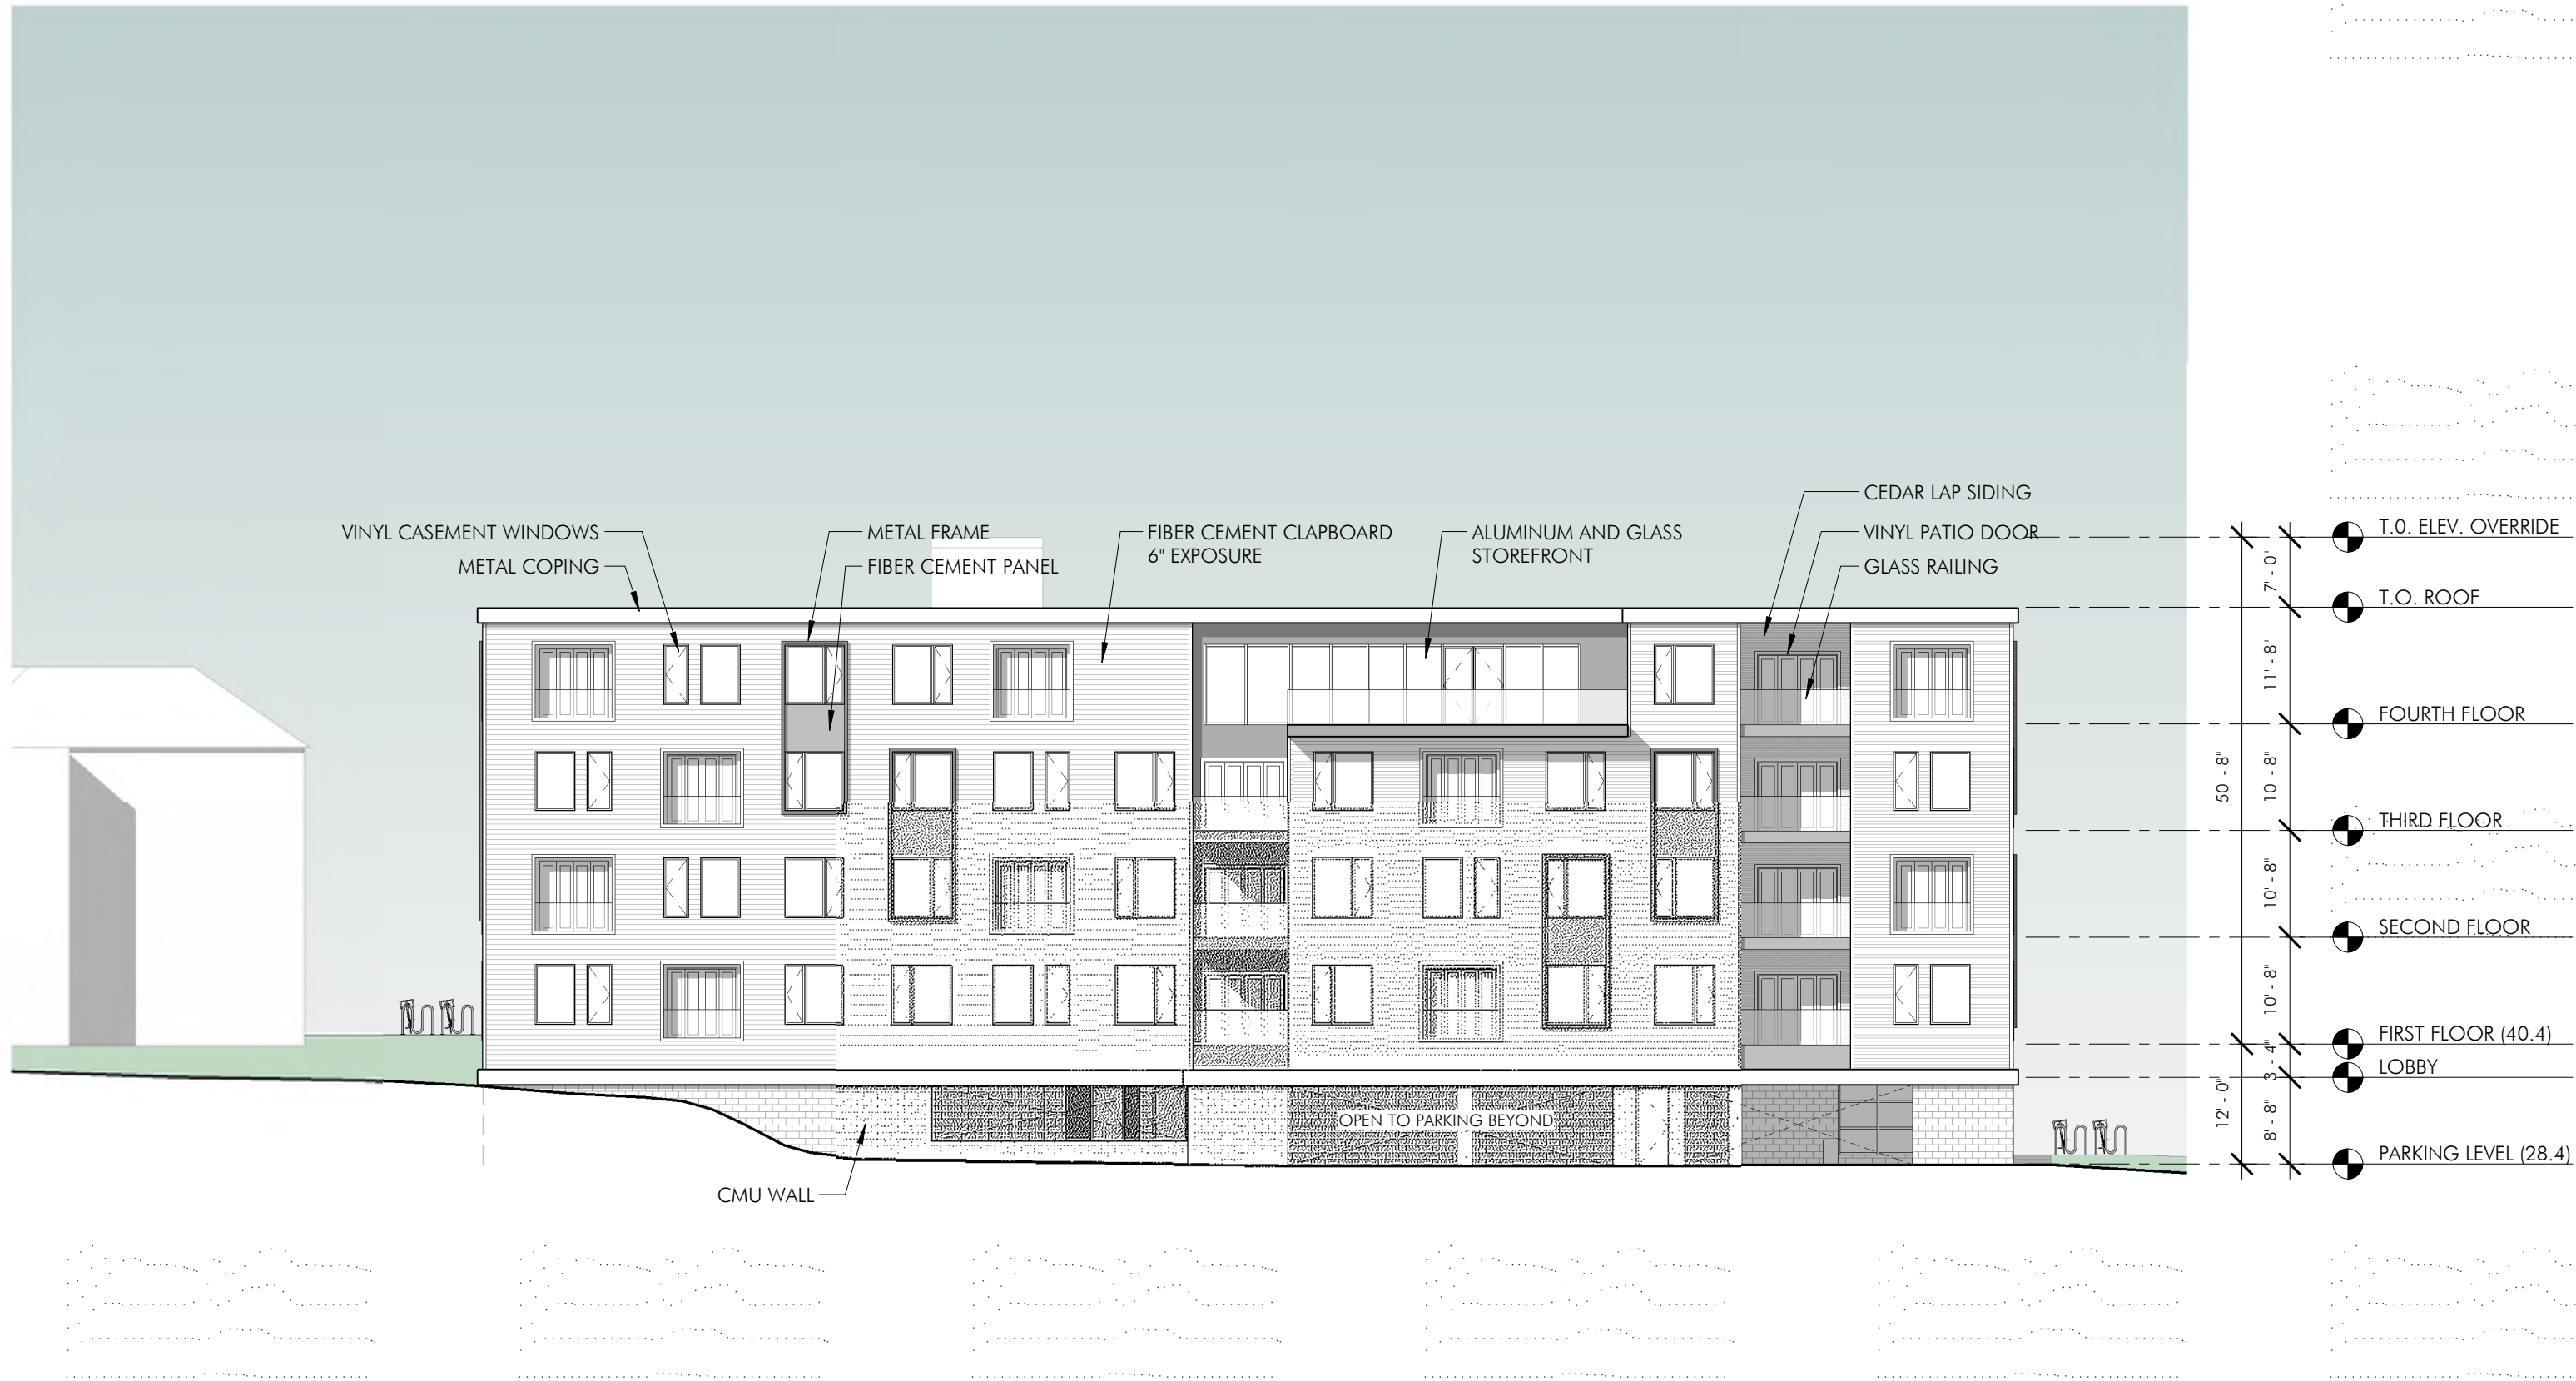 CEDAR LAP SIDING
VINYL CASEMENT WINDOWS
METAL FRAME
FIBER CEMENT CLAPBOARD
6" EXPOSURE
ALUMINUM AND GLASS
STOREFRONT
VINYL PATIO DOOR
METAL COPING
FIBER CEMENT PANEL
GLASS RAILING
T.0. ELEV. OVERRIDE
7' - 0"
T.O. ROOF
11' - 8"
FOURTH FLOOR
50' - 8"
10' - 8"
THIRD FLOOR
10' - 8"
SECOND FLOOR
10' - 8"
FIRST FLOOR (40.4)
3' - 4"
LOBBY
12' - 0"
8' - 8"
OPEN TO PARKING BEYOND
PARKING LEVEL (28.4)
CMU WALL